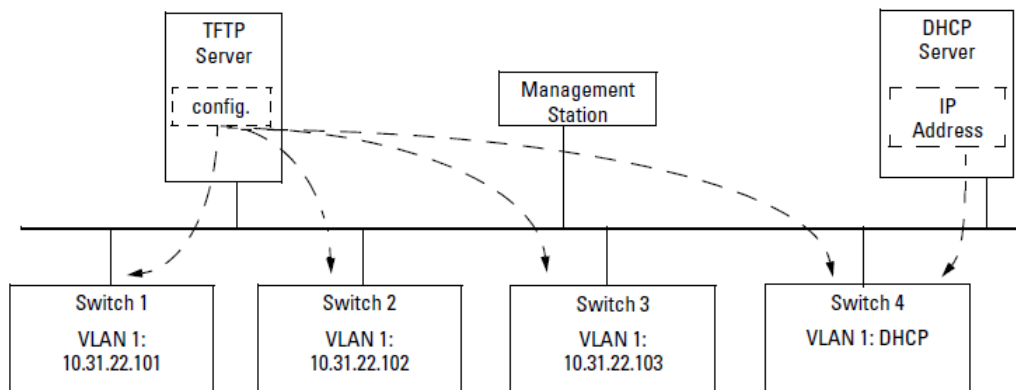 TFTP
Server
config.
Management
Station
DHCP
Server
IP
Address
Switch 1
VLAN 1:
10.31.22.101
Switch 2
VLAN 1:
10.31.22.102
Switch 3
VLAN 1:
10.31.22.103
Switch 4
VLAN 1: DHCP